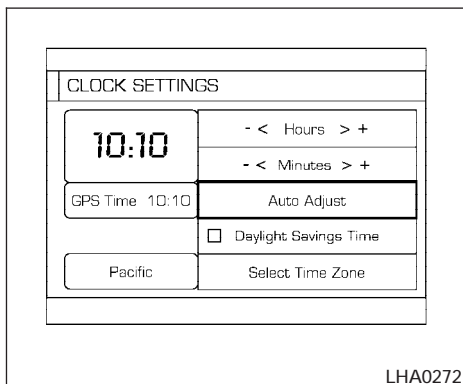 CLOCK SETTINGS
10:10
- < Hours > +
- < Minutes > +
GPS Time 10:10
Auto Adjust
Daylight Savings Time
Pacific
Select Time Zone
LHA0272